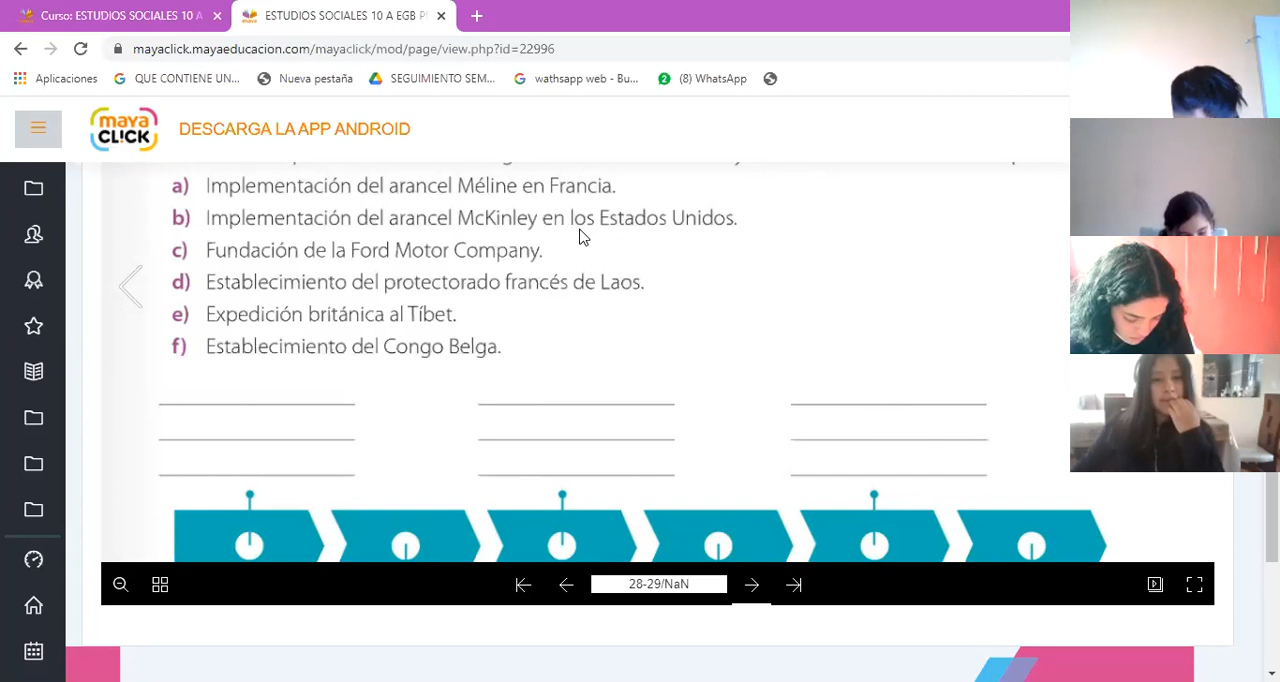 Curso: ESTUDIOS SOCIALES 10 A
ESTUDIOS SOCIALES 10 A EGB P
mayaclick.mayaeducacion.com/mayaclick/mod/page/view.php?id=22996
Aplicaciones
QUE CONTIENE UN...
Nueva pestaña
SEGUIMIENTO SEM...
wathsapp web - Bu...
2
(8) WhatsApp
maya CLICK
DESCARGA LA APP ANDROID
a) Implementación del arancel Méline en Francia.
b) Implementación del arancel McKinley en los Estados Unidos.
c) Fundación de la Ford Motor Company.
d) Establecimiento del protectorado francés de Laos.
e) Expedición británica al Tíbet.
f) Establecimiento del Congo Belga.
28-29/NaN